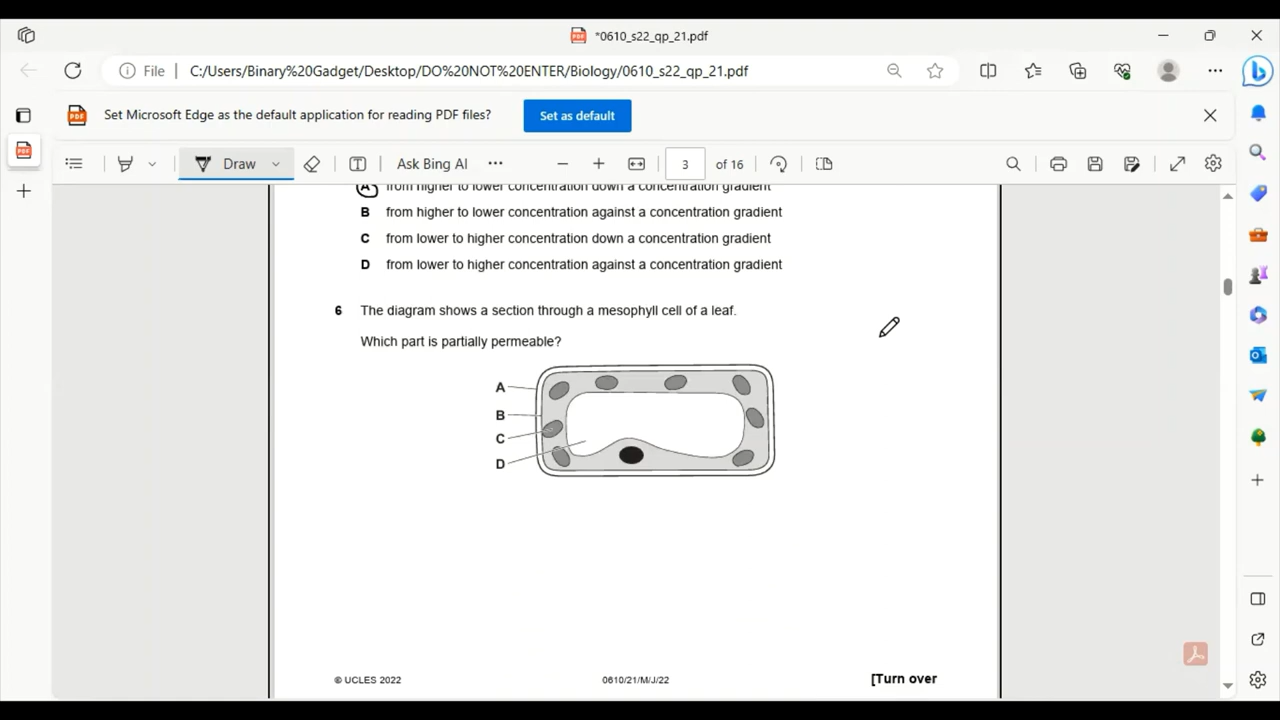 *0610_s22_qp_21.pdf
File
C:/Users/Binary%20Gadget/Desktop/DO%20NOT%20ENTER/Biology/0610_s22_qp_21.pdf
Set Microsoft Edge as the default application for reading PDF files?
Set as default
Draw
Ask Bing AI
3 of 16
A from higher to lower concentration down a concentration gradient
B from higher to lower concentration against a concentration gradient
C from lower to higher concentration down a concentration gradient
D from lower to higher concentration against a concentration gradient
6 The diagram shows a section through a mesophyll cell of a leaf.
Which part is partially permeable?
A
B
C
D
© UCLES 2022
0610/21/M/J/22
[Turn over